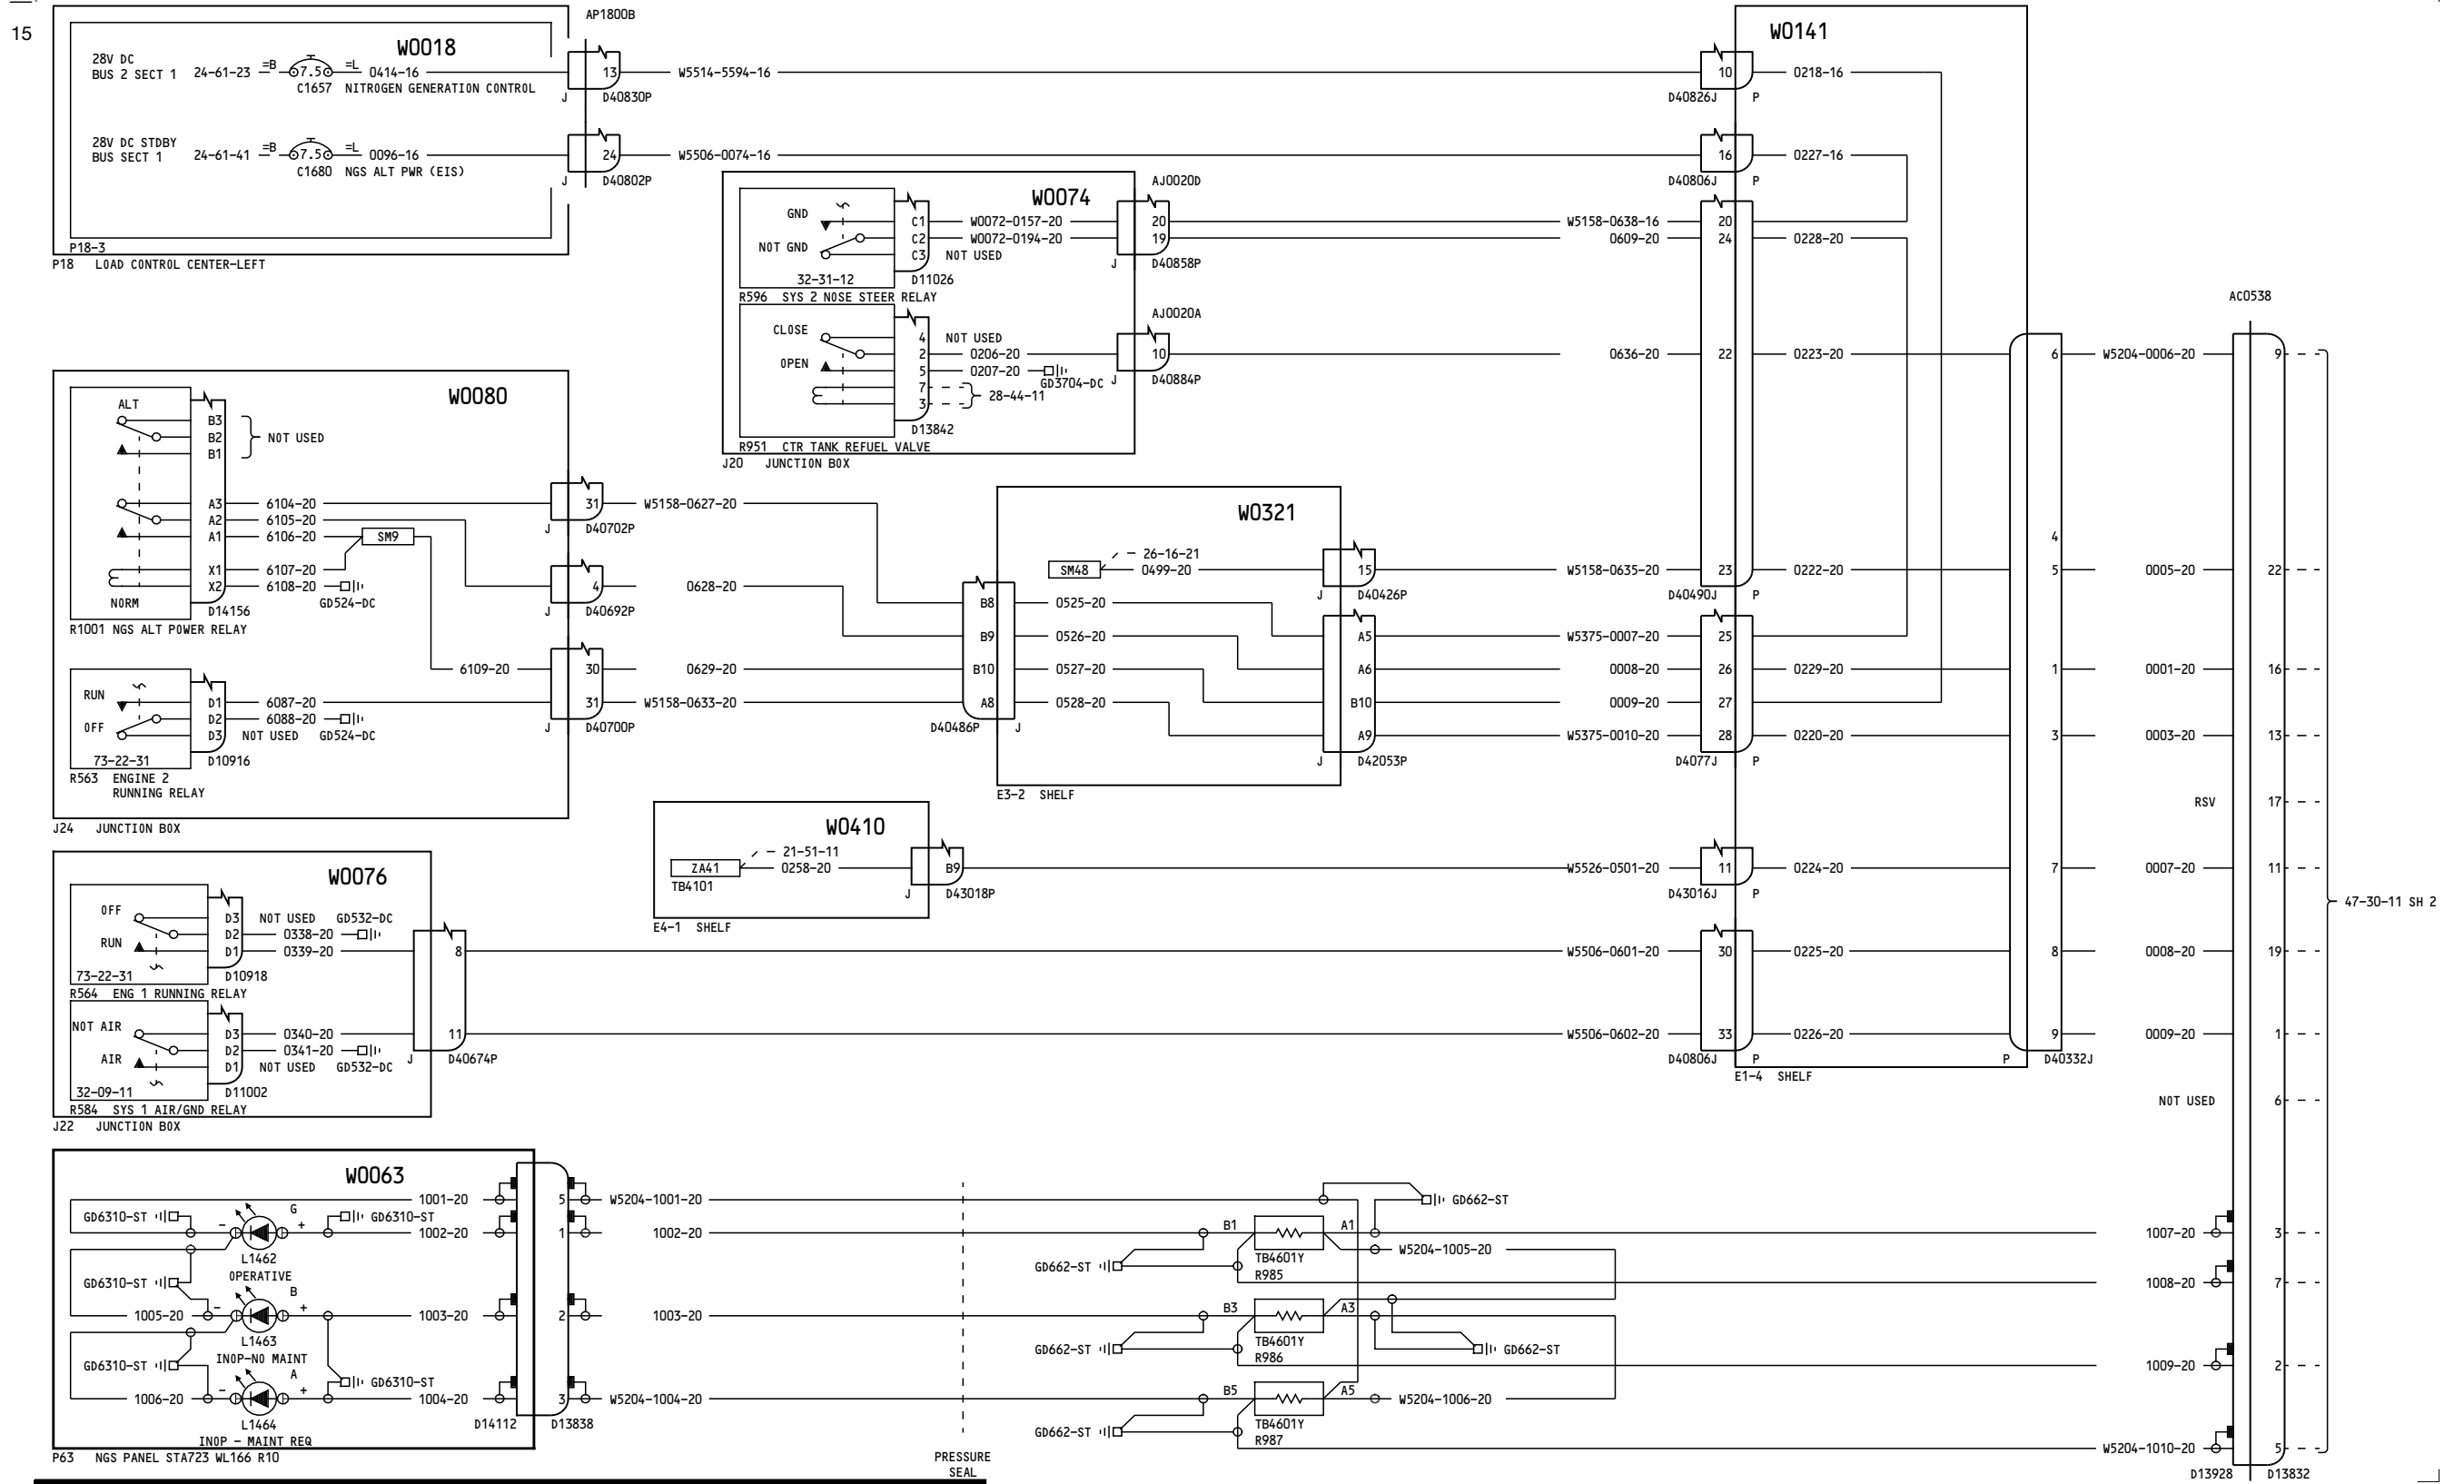 15
AP1800B
W0018
28V DC
BUS 2 SECT 1
24-61-23
=B
7.5
=L
0414-16
C1657 NITROGEN GENERATION CONTROL
13
J
D40830P
W5514-5594-16
28V DC STDBY
BUS SECT 1
24-61-41
=B
7.5
=L
0096-16
C1680 NGS ALT PWR (EIS)
24
J
D40802P
W5506-0074-16
P18-3
P18 LOAD CONTROL CENTER-LEFT
W0141
10
D40826J
P
0218-16
16
D40806J
P
0227-16
W0074
AJ0020D
GND
NOT GND
C1
C2
C3
W0072-0157-20
W0072-0194-20
NOT USED
32-31-12
D11026
R596 SYS 2 NOSE STEER RELAY
20
19
J
D40858P
W5158-0638-16
0609-20
20
24
0228-20
CLOSE
OPEN
4
2
5
7
3
NOT USED
0206-20
0207-20
GD3704-DC
28-44-11
D13842
R951 CTR TANK REFUEL VALVE
J20 JUNCTION BOX
AJ0020A
10
J
D40884P
0636-20
22
0223-20
6
W5204-0006-20
AC0538
9
W0080
ALT
B3
B2
B1
NOT USED
A3
A2
A1
X1
X2
6104-20
6105-20
6106-20
6107-20
6108-20
SM9
GD524-DC
NORM
D14156
R1001 NGS ALT POWER RELAY
31
J
D40702P
W5158-0627-20
4
J
D40692P
0628-20
6109-20
30
0629-20
31
W5158-0633-20
J
D40700P
RUN
OFF
D1
D2
D3
6087-20
6088-20
NOT USED
GD524-DC
73-22-31
D10916
R563 ENGINE 2
RUNNING RELAY
J24 JUNCTION BOX
W0321
SM48
26-16-21
0499-20
15
J
D40426P
W5158-0635-20
23
D40490J
P
0222-20
4
5
0005-20
22
B8
B9
B10
A8
D40486P
J
0525-20
0526-20
0527-20
0528-20
A5
A6
B10
A9
J
D42053P
E3-2 SHELF
W5375-0007-20
0008-20
0009-20
W5375-0010-20
25
26
27
28
D4077J
P
0229-20
0220-20
1
3
0001-20
0003-20
16
13
RSV
17
W0410
ZA41
TB4101
21-51-11
0258-20
B9
J
D43018P
E4-1 SHELF
W5526-0501-20
11
D43016J
P
0224-20
7
0007-20
11
47-30-11 SH 2
W0076
OFF
RUN
D3
D2
D1
NOT USED
0338-20
0339-20
GD532-DC
73-22-31
D10918
R564 ENG 1 RUNNING RELAY
8
W5506-0601-20
30
0225-20
8
0008-20
19
NOT AIR
AIR
D3
D2
D1
0340-20
0341-20
NOT USED
GD532-DC
32-09-11
D11002
R584 SYS 1 AIR/GND RELAY
J22 JUNCTION BOX
11
J
D40674P
W5506-0602-20
33
D40806J
P
0226-20
9
P
D40332J
E1-4 SHELF
0009-20
1
NOT USED
6
W0063
1001-20
GD6310-ST
-
G
+
GD6310-ST
1002-20
L1462
OPERATIVE
GD6310-ST
B
1005-20
-
+
1003-20
L1463
INOP-NO MAINT
GD6310-ST
A
GD6310-ST
1006-20
-
+
1004-20
L1464
INOP - MAINT REQ
P63 NGS PANEL STA723 WL166 R10
5
1
2
3
D14112
D13838
W5204-1001-20
1002-20
1003-20
W5204-1004-20
PRESSURE
SEAL
GD662-ST
B1
A1
TB4601Y
R985
GD662-ST
W5204-1005-20
B3
A3
TB4601Y
R986
GD662-ST
GD662-ST
B5
A5
TB4601Y
R987
GD662-ST
W5204-1006-20
1007-20
3
1008-20
7
1009-20
2
W5204-1010-20
5
D13928
D13832